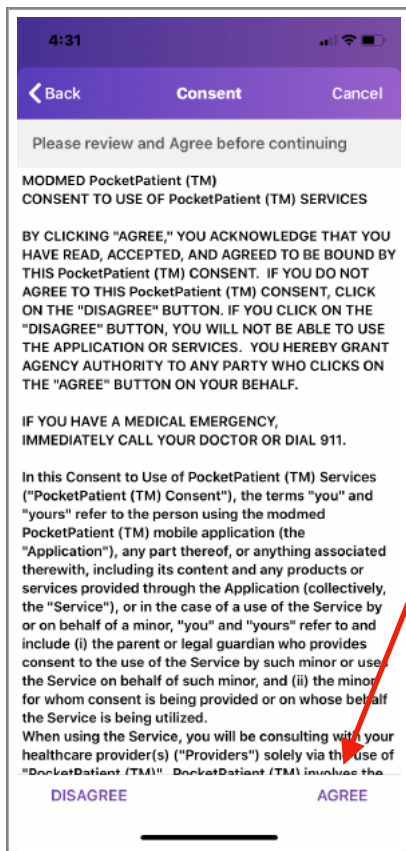 4:31
Back Consent Cancel
Please review and Agree before continuing
MODMED PocketPatient (TM)
CONSENT TO USE OF PocketPatient (TM) SERVICES
BY CLICKING "AGREE," YOU ACKNOWLEDGE THAT YOU
HAVE READ, ACCEPTED, AND AGREED TO BE BOUND BY
THIS PocketPatient (TM) CONSENT. IF YOU DO NOT
AGREE TO THIS PocketPatient (TM) CONSENT, CLICK
ON THE "DISAGREE" BUTTON. IF YOU CLICK ON THE
"DISAGREE" BUTTON, YOU WILL NOT BE ABLE TO USE
THE APPLICATION OR SERVICES. YOU HEREBY GRANT
AGENCY AUTHORITY TO ANY PARTY WHO CLICKS ON
THE "AGREE" BUTTON ON YOUR BEHALF.
IF YOU HAVE A MEDICAL EMERGENCY,
IMMEDIATELY CALL YOUR DOCTOR OR DIAL 911.
In this Consent to Use of PocketPatient (TM) Services
("PocketPatient (TM) Consent"), the terms "you" and
"yours" refer to the person using the modmed
PocketPatient (TM) mobile application (the
"Application"), any part thereof, or anything associated
therewith, including its content and any products or
services provided through the Application (collectively,
the "Service"), or in the case of a use of the Service by
or on behalf of a minor, "you" and "yours" refer to and
include (i) the parent or legal guardian who provides
consent to the use of the Service by such minor or uses
the Service on behalf of such minor, and (ii) the minor
for whom consent is being provided or on whose behalf
the Service is being utilized.
When using the Service, you will be consulting with your
healthcare provider(s) ("Providers") solely via the use of
"PocketPatient (TM)". PocketPatient (TM) involves the
DISAGREE AGREE